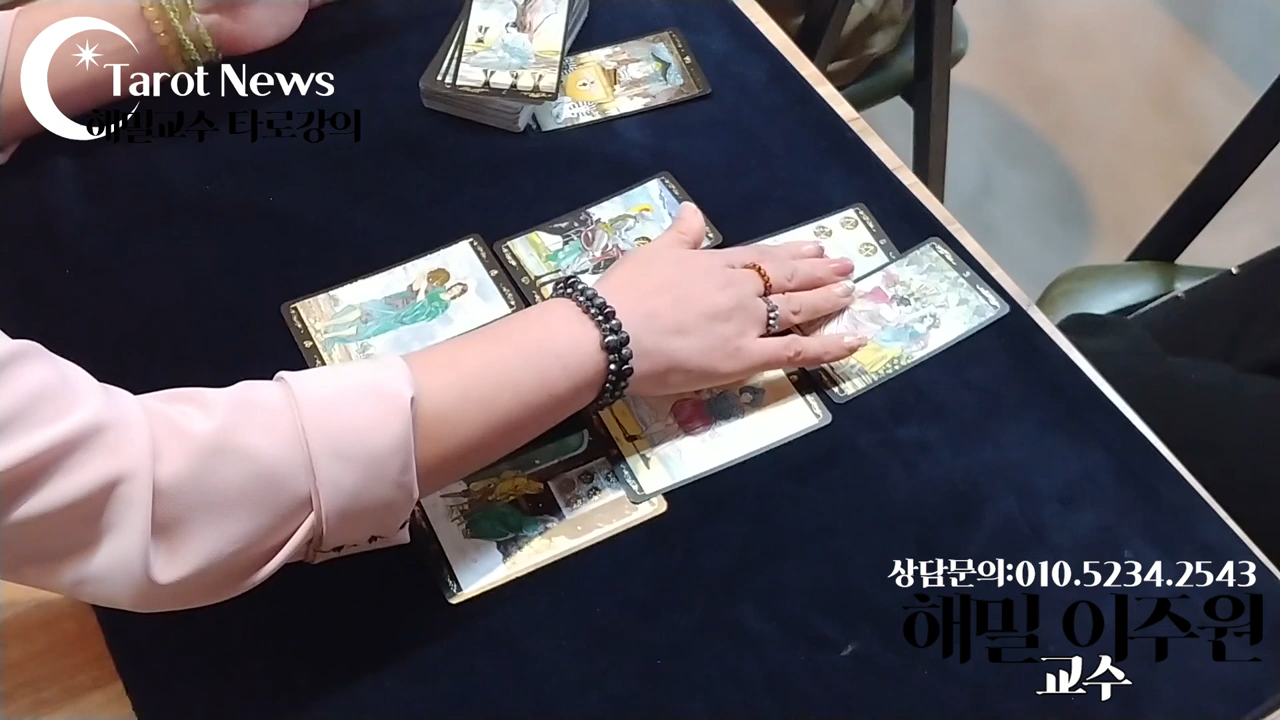 Tarot News
해밀교수 타로강의
상담문의:010.5234.2543
해밀 이주원
교수